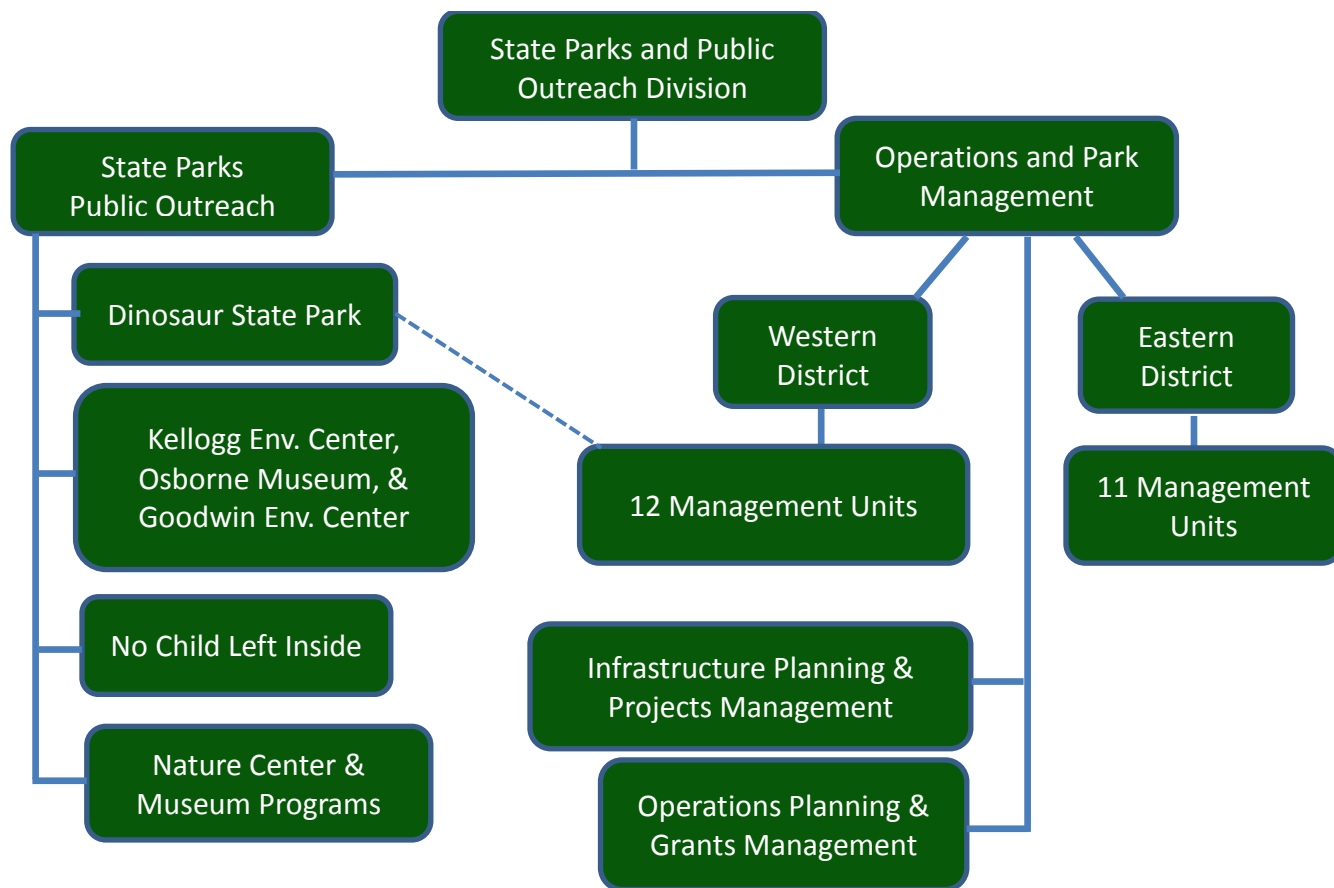 State Parks and Public
Outreach Division
State Parks
Public Outreach
Operations and Park
Management
Dinosaur State Park
Western
District
Eastern
District
Kellogg Env. Center,
Osborne Museum, &
Goodwin Env. Center
12 Management Units
11 Management
Units
No Child Left Inside
Infrastructure Planning &
Projects Management
Nature Center &
Museum Programs
Operations Planning &
Grants Management